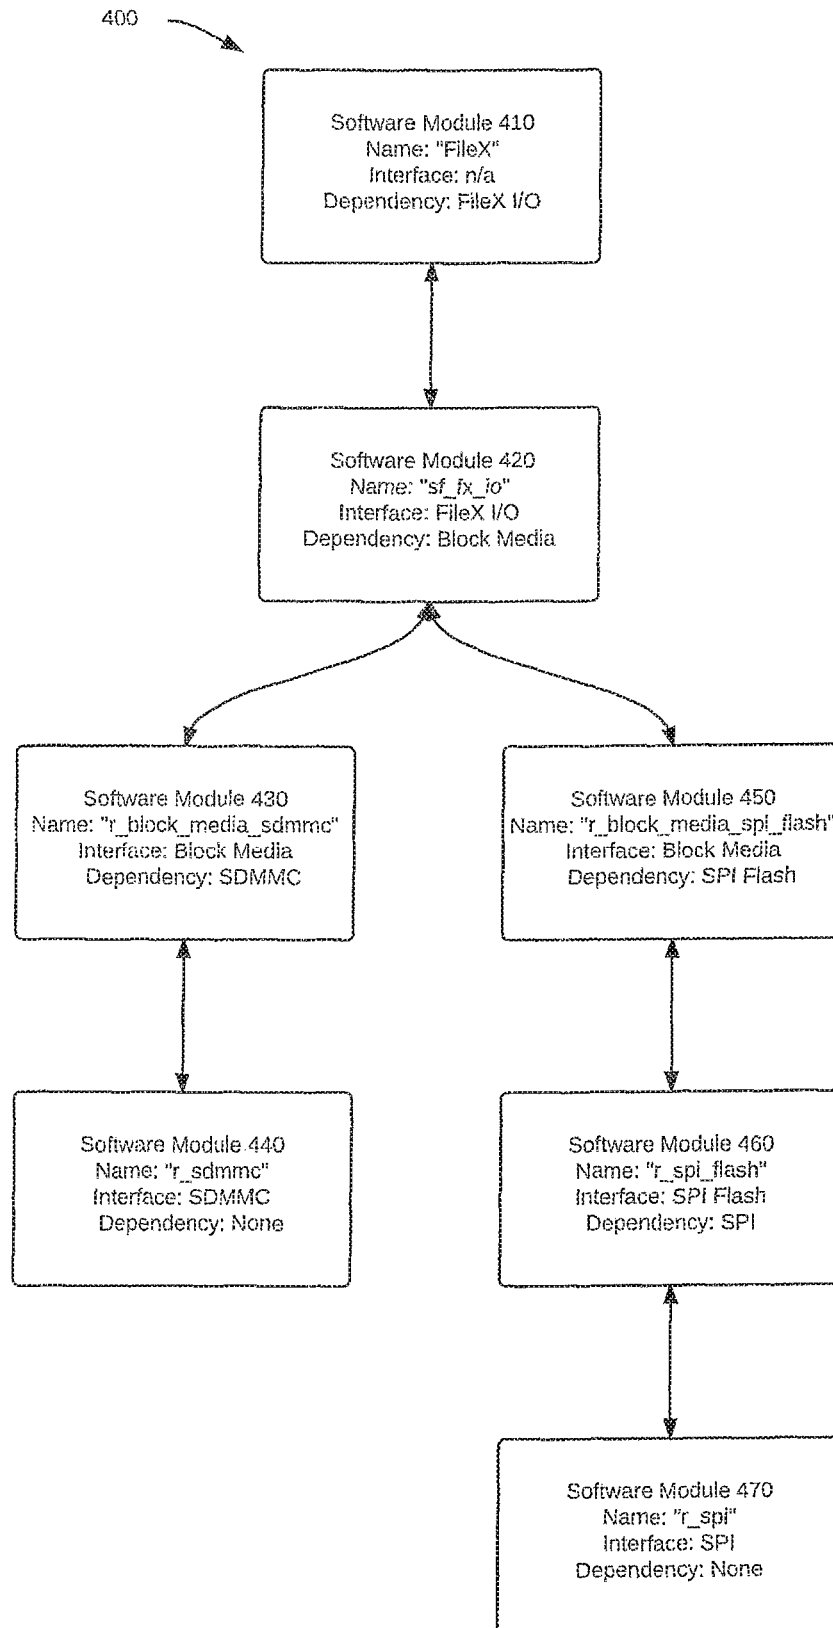 400
Software Module 410
Name: "FileX"
Interface: n/a
Dependency: FileX I/O
Software Module 420
Name: "sf_fx_io"
Interface: FileX I/O
Dependency: Block Media
Software Module 430
Name: "r_block_media_sdmmc"
Interface: Block Media
Dependency: SDMMC
Software Module 450
Name: "r_block_media_spi_flash"
Interface: Block Media
Dependency: SPI Flash
Software Module 440
Name: "r_sdmmc"
Interface: SDMMC
Dependency: None
Software Module 460
Name: "r_spi_flash"
Interface: SPI Flash
Dependency: SPI
Software Module 470
Name: "r_spi"
Interface: SPI
Dependency: None